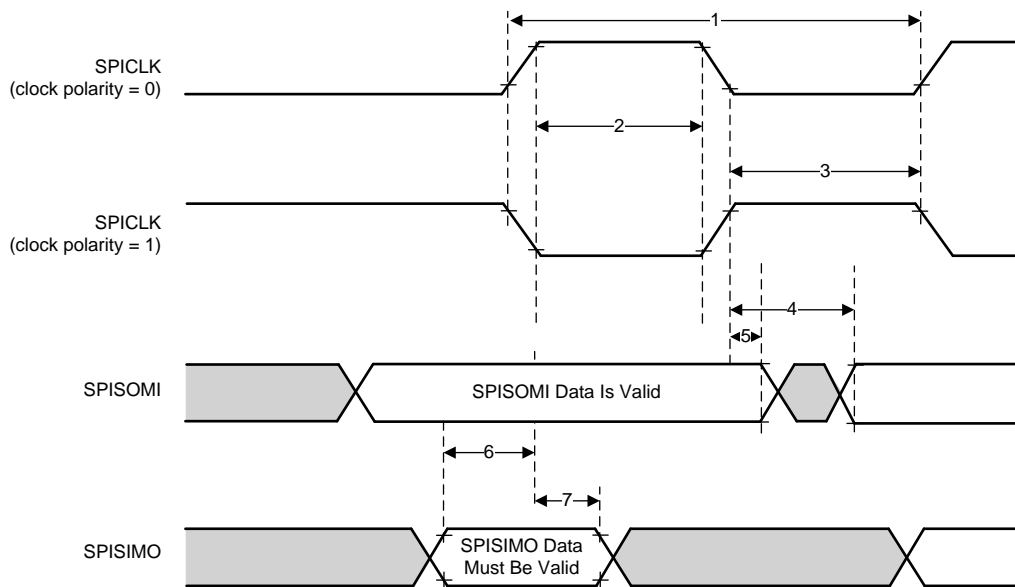 1
SPICLK
(clock polarity = 0)
2
3
SPICLK
(clock polarity = 1)
4
5
SPISOMI
SPISOMI Data Is Valid
6
7
SPISIMO
SPISIMO Data
Must Be Valid